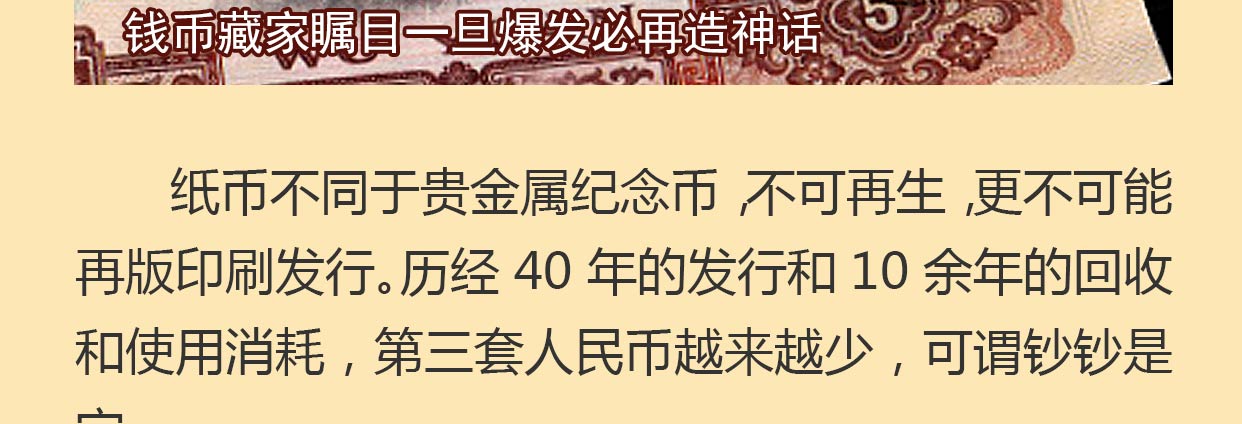 钱币藏家瞩目一旦爆发必再造神话
5
纸币不同于贵金属纪念币,不可再生,更不可能
再版印刷发行。历经 40 年的发行和 10 余年的回收
和使用消耗，第三套人民币越来越少，可谓钞钞是